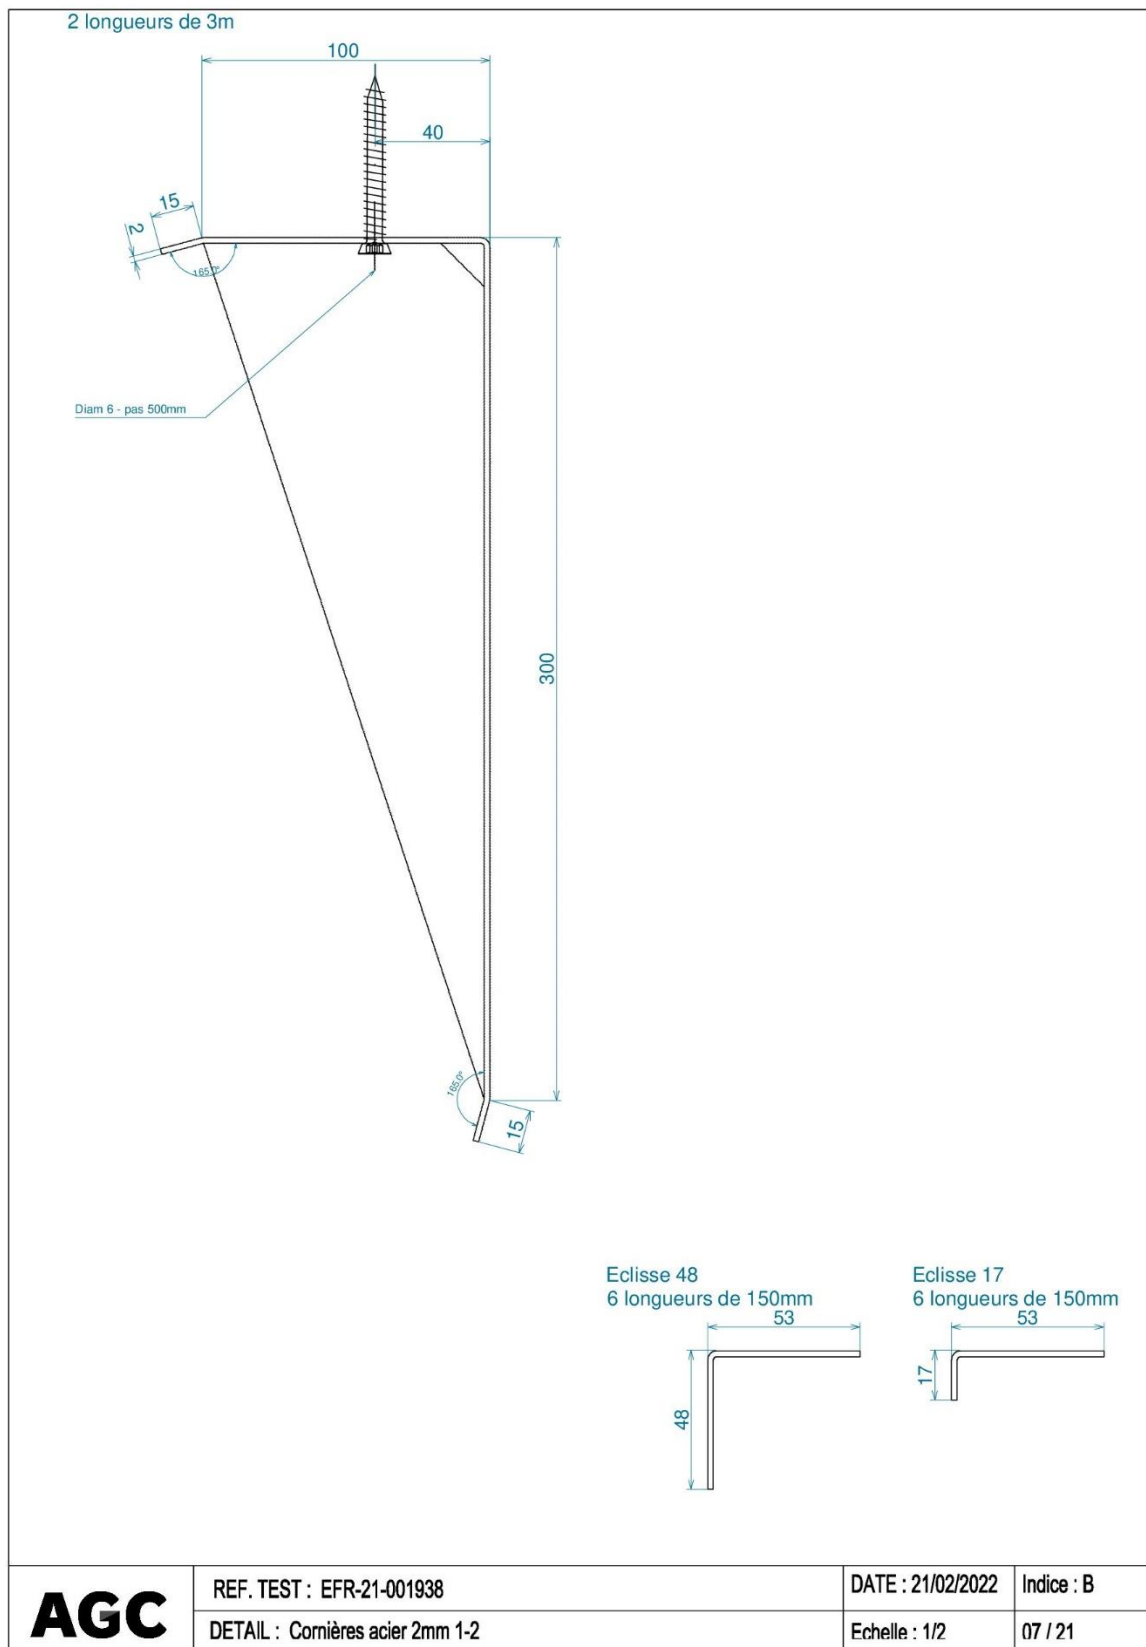 2 longueurs de 3m
100
40
15
2
165.0°
Diam 6 - pas 500mm
300
165.0°
15
Eclisse 48
6 longueurs de 150mm
53
48
Eclisse 17
6 longueurs de 150mm
53
17
AGC
REF. TEST : EFR-21-001938
DATE : 21/02/2022
Indice : B
DETAIL : Cornières acier 2mm 1-2
Echelle : 1/2
07 / 21